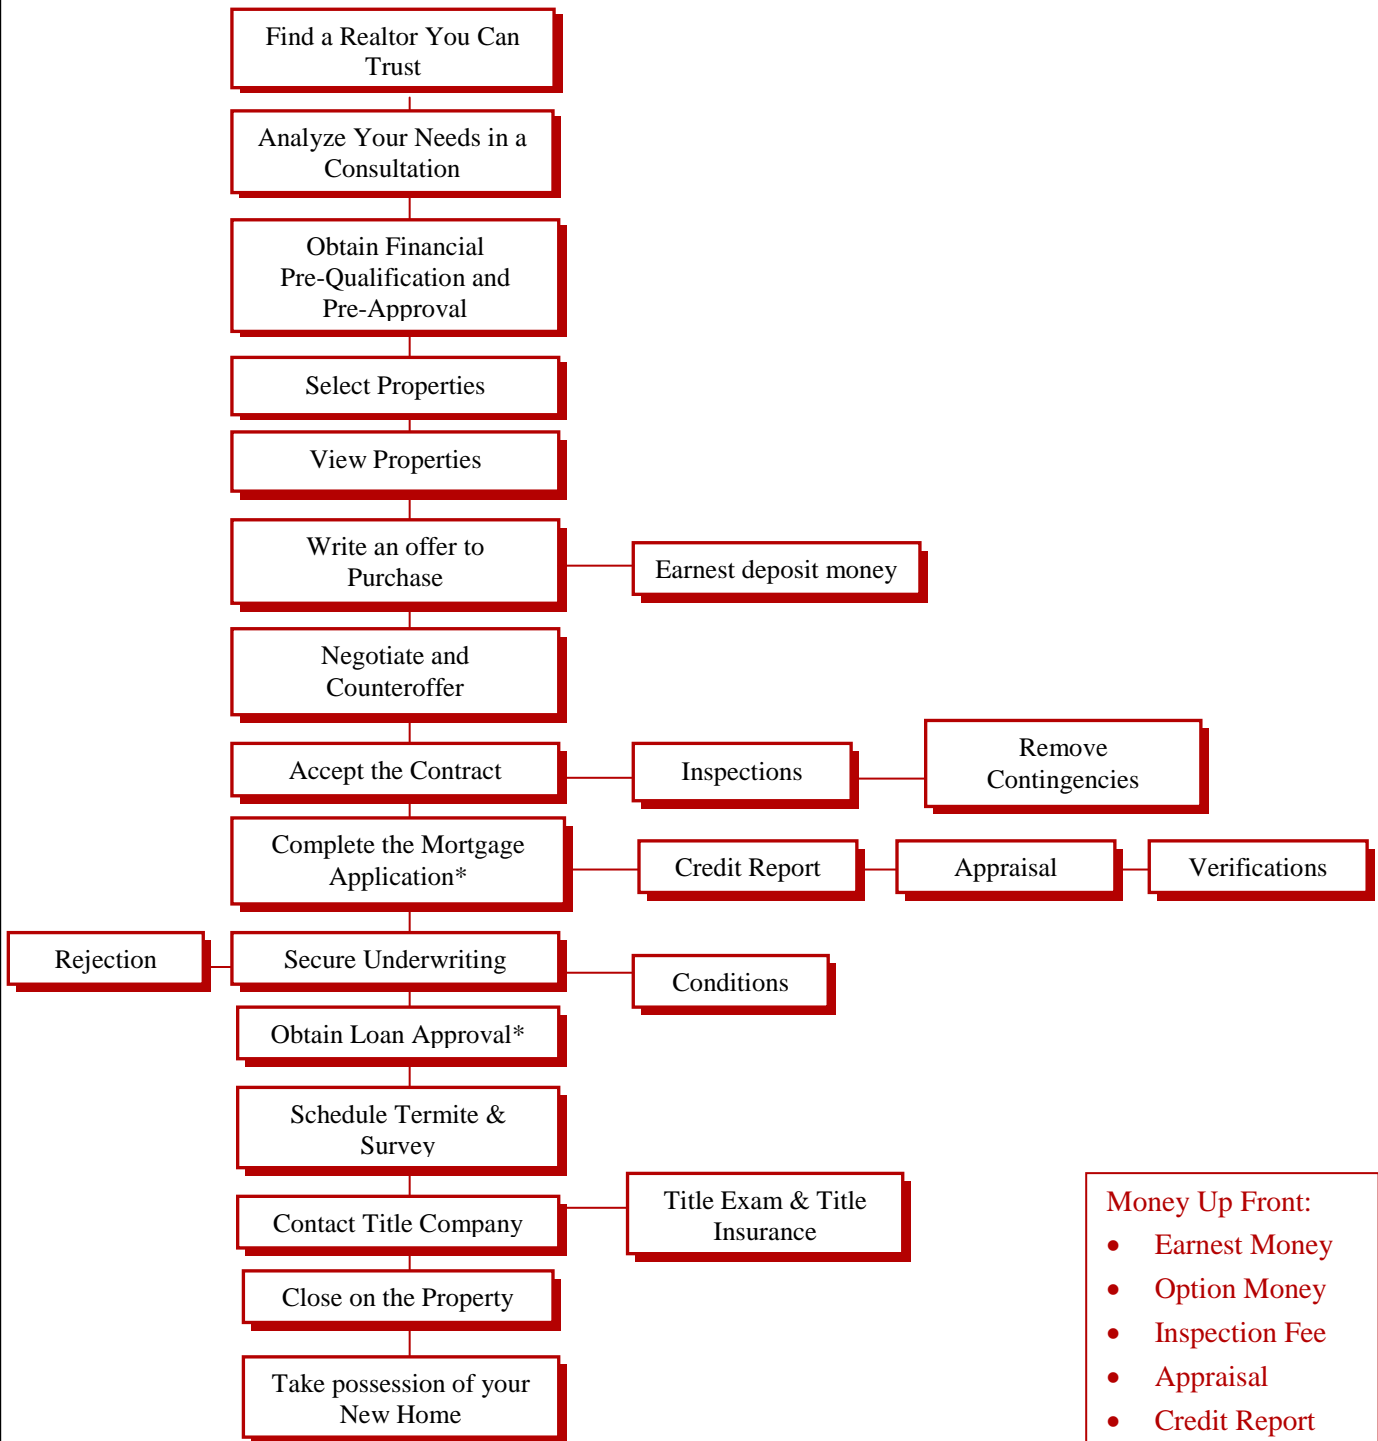 Find a Realtor You Can
Trust
Analyze Your Needs in a
Consultation
Obtain Financial
Pre-Qualification and
Pre-Approval
Select Properties
View Properties
Write an offer to
Purchase
Earnest deposit money
Negotiate and
Counteroffer
Accept the Contract
Inspections
Remove
Contingencies
Complete the Mortgage
Application*
Credit Report
Appraisal
Verifications
Rejection
Secure Underwriting
Conditions
Obtain Loan Approval*
Schedule Termite &
Survey
Contact Title Company
Title Exam & Title
Insurance
Close on the Property
Take possession of your
New Home
Money Up Front:
• Earnest Money
• Option Money
• Inspection Fee
• Appraisal
• Credit Report